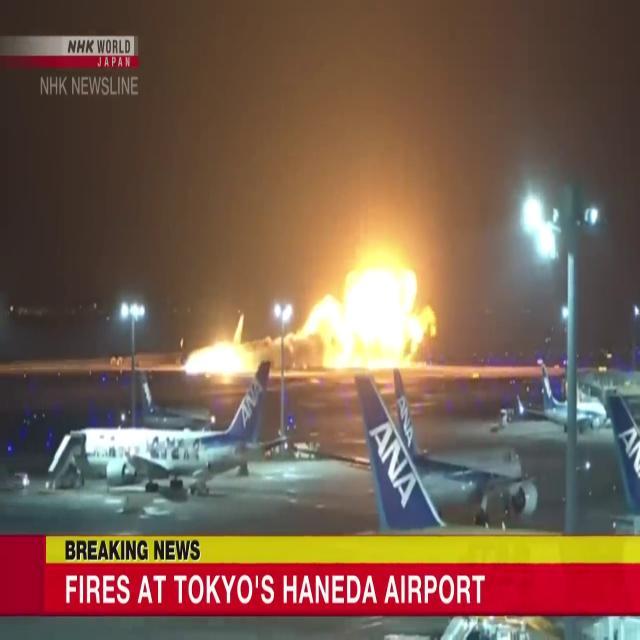 NHK WORLD
JAPAN
NHK NEWSLINE
ANA
ANA
ANA
ANA
BREAKING NEWS
FIRES AT TOKYO'S HANEDA AIRPORT